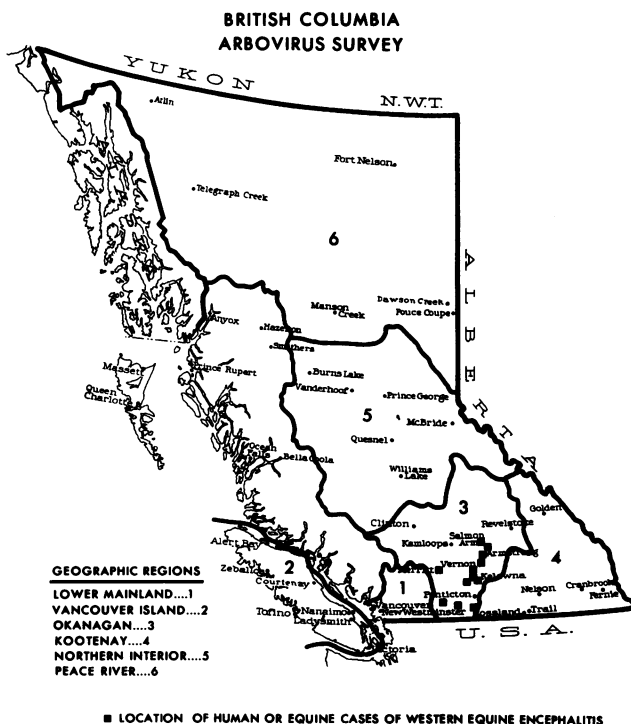 BRITISH COLUMBIA
ARBOVIRUS SURVEY
YUKON
N.W.T.
Atlin
Fort Nelson
Telegraph Creek
6
ALBERTA
Dawson Creek
Manson
Creek
Pouce Coupe
Anyox
Hazelton
Smithers
Masset
Prince Rupert
Burns Lake
Queen
Charlotte
Vanderhoof
Prince George
5
McBride
Quesnel
Ocean
Falls
Bella Coola
Williams
Lake
3
Golden
Clinton
Revelstoke
Salmon
Arm
Kamloops
Alert Bay
Armstrong
4
2
Vernon
GEOGRAPHIC REGIONS
Zeballos
Merritt
Kelowna
Courtenay
1
Cranbrook
LOWER MAINLAND....1
Nelson
Fernie
Penticton
VANCOUVER ISLAND....2
Tofino
Nanaimo
Vancouver
New Westminster
Rossland
Trail
OKANAGAN....3
Ladysmith
U.S.A.
KOOTENAY....4
NORTHERN INTERIOR....5
Victoria
PEACE RIVER....6
■ LOCATION OF HUMAN OR EQUINE CASES OF WESTERN EQUINE ENCEPHALITIS